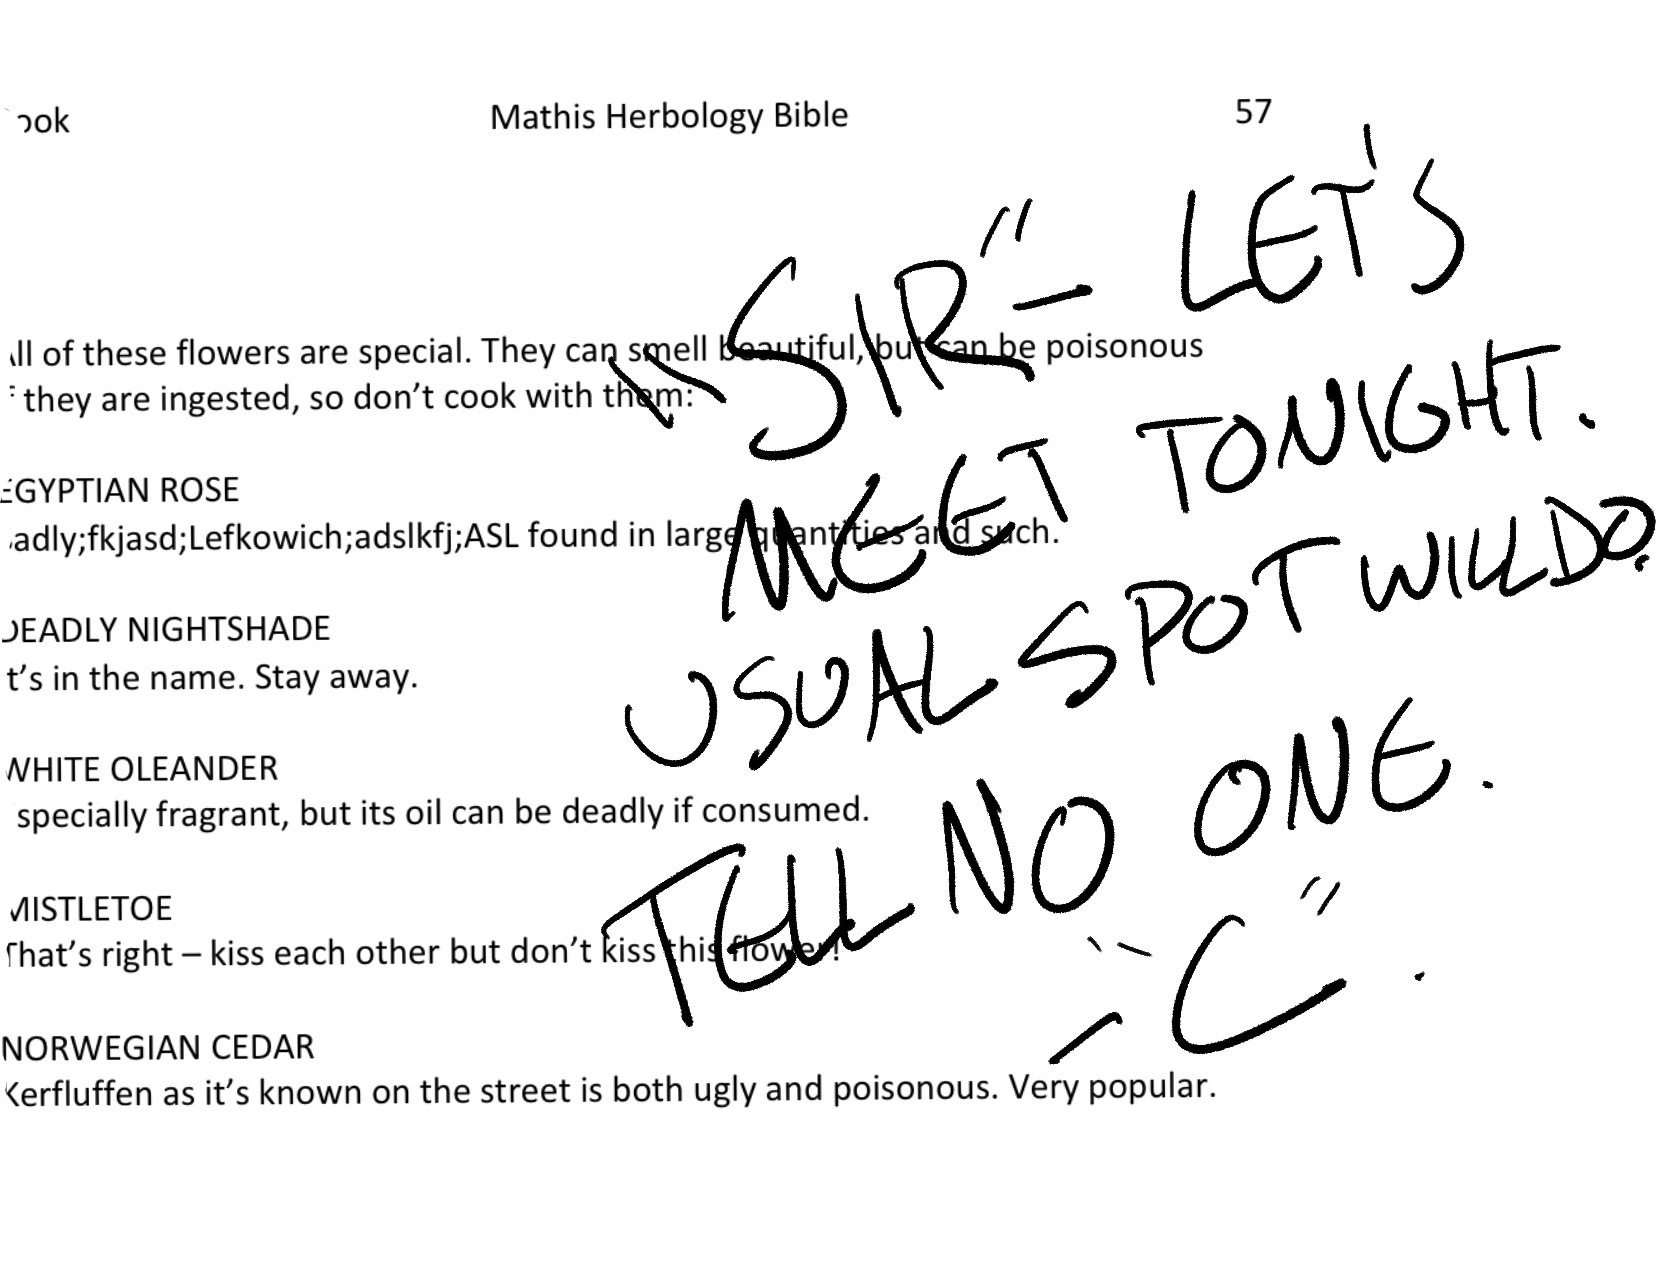 ook Mathis Herbology Bible 57
ll of these flowers are special. They can smell beautiful, but can be poisonous
they are ingested, so don’t cook with them:
EGYPTIAN ROSE
adly;fkjasd;Lefkowich;adslkfj;ASL found in large quantities and such.
DEADLY NIGHTSHADE
t’s in the name. Stay away.
WHITE OLEANDER
specially fragrant, but its oil can be deadly if consumed.
MISTLETOE
That’s right – kiss each other but don’t kiss this flower!
NORWEGIAN CEDAR
Kerfluffen as it’s known on the street is both ugly and poisonous. Very popular.
"SIR" – LET'S
MEET TONIGHT.
USUAL SPOT WILL DO.
TELL NO ONE.
– "C".